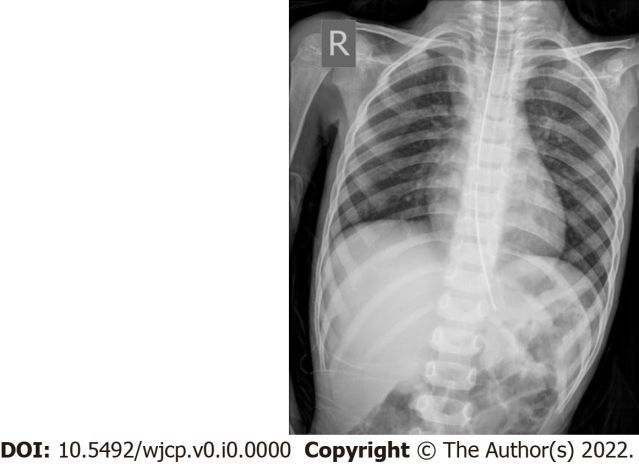 R
DOI: 10.5492/wjcp.v0.i0.0000 Copyright © The Author(s) 2022.